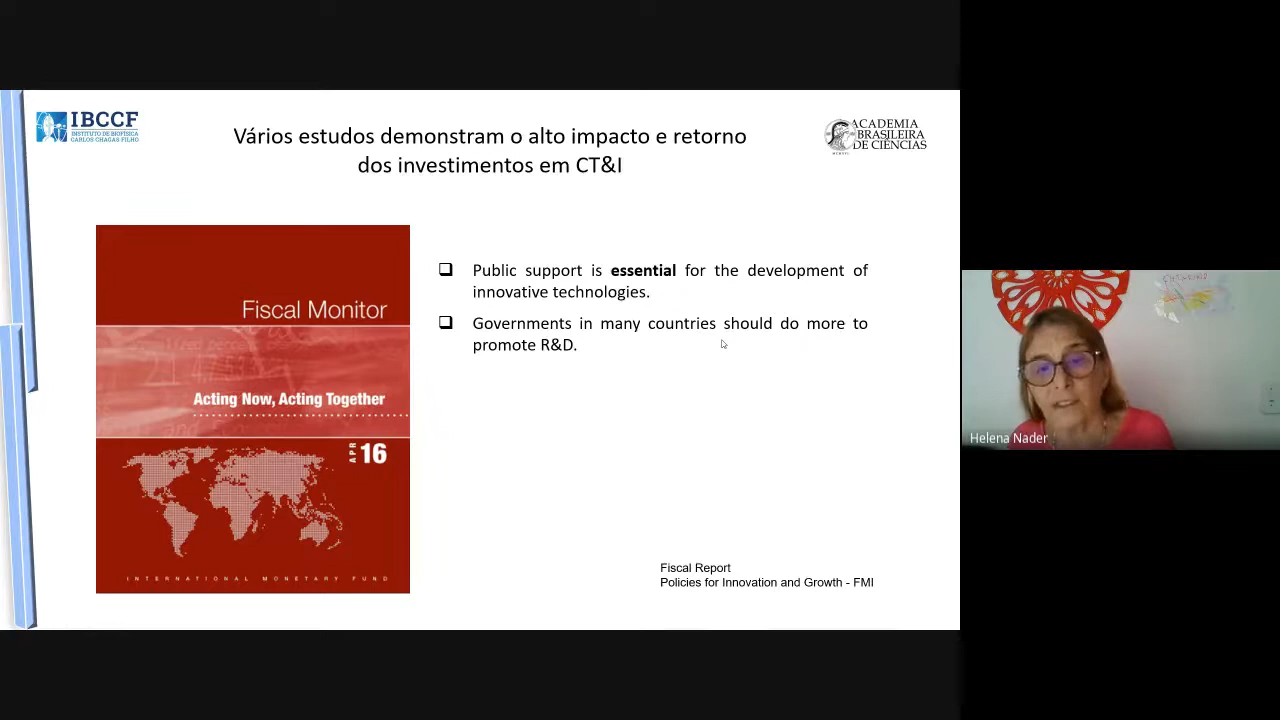 IBCCF
INSTITUTO DE BIOFÍSICA
CARLOS CHAGAS FILHO
Vários estudos demonstram o alto impacto e retorno
dos investimentos em CT&I
ACADEMIA
BRASILEIRA
DE CIÊNCIAS
Fiscal Monitor
Acting Now, Acting Together
APR 16
INTERNATIONAL MONETARY FUND
Public support is essential for the development of
innovative technologies.
Governments in many countries should do more to
promote R&D.
Fiscal Report
Policies for Innovation and Growth - FMI
Helena Nader